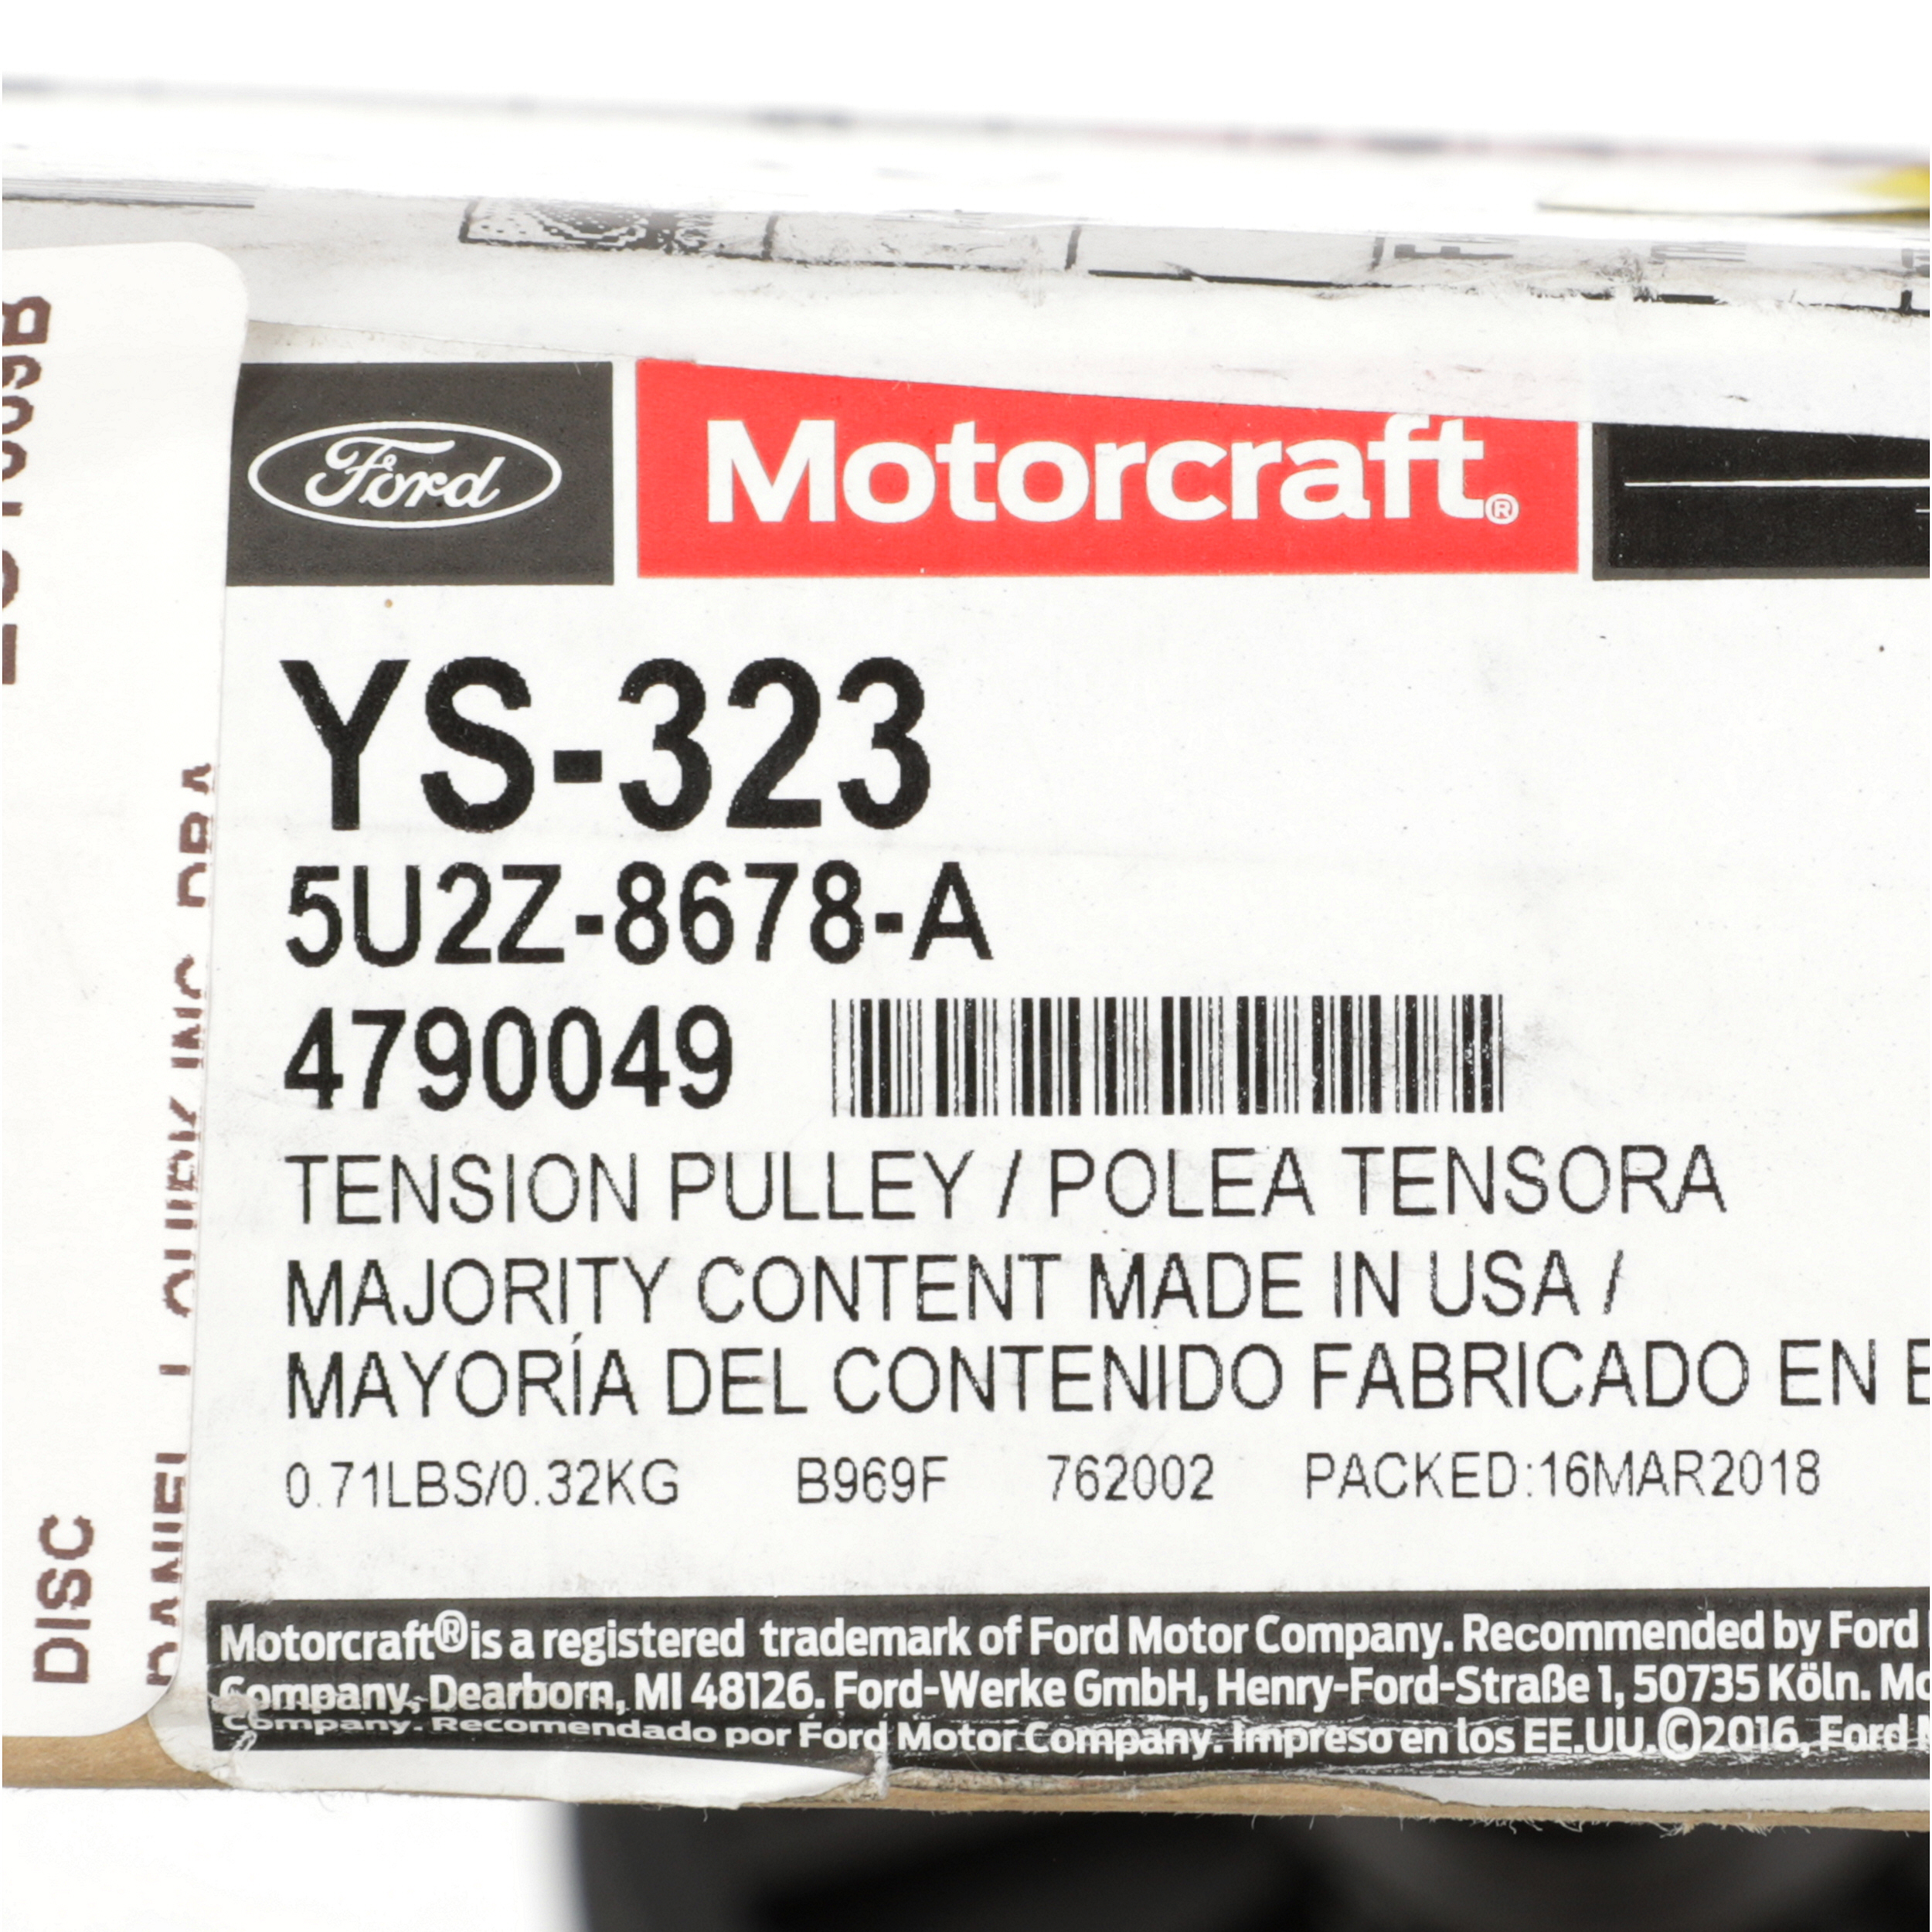 Ford
Motorcraft®
YS-323
5U2Z-8678-A
4790049
TENSION PULLEY / POLEA TENSORA
MAJORITY CONTENT MADE IN USA /
MAYORÍA DEL CONTENIDO FABRICADO EN E
0.71LBS/0.32KG B969F 762002 PACKED:16MAR2018
Motorcraft® is a registered trademark of Ford Motor Company. Recommended by Ford
Company, Dearborn, MI 48126. Ford-Werke GmbH, Henry-Ford-Straße 1, 50735 Köln. Mo
Company. Recomendado por Ford Motor Company. Impreso en los EE.UU.©2016, Ford
DISC
DANIEL